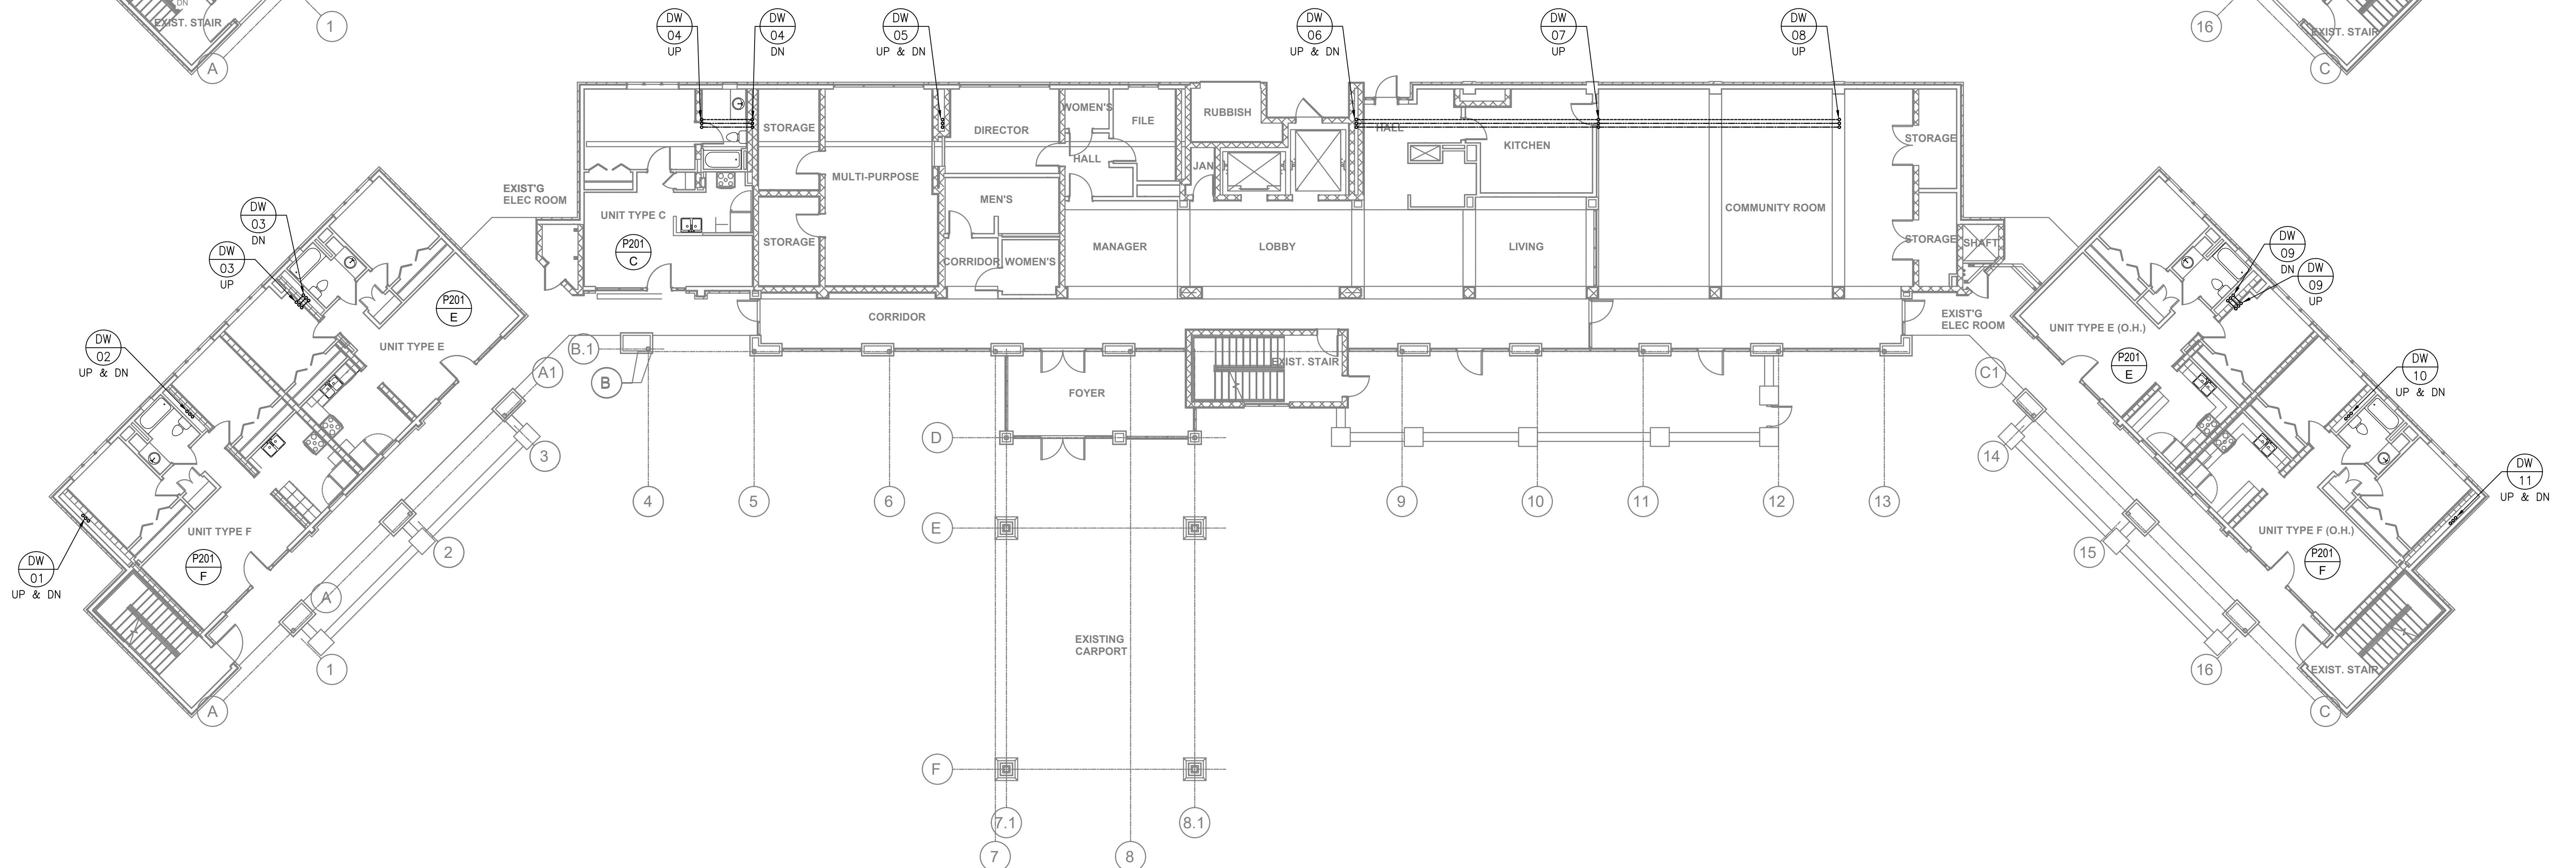 DN
EXIST. STAIR
1
A
16
EXIST. STAIR
C
DW
04
UP
DW
04
DN
DW
05
UP & DN
DW
06
UP & DN
DW
07
UP
DW
08
UP
STORAGE
MULTI-PURPOSE
STORAGE
DIRECTOR
WOMEN'S
FILE
HALL
MEN'S
CORRIDOR
WOMEN'S
MANAGER
RUBBISH
JAN
LOBBY
HALL
KITCHEN
LIVING
COMMUNITY ROOM
STORAGE
STORAGE
SHAFT
EXIST'G
ELEC ROOM
UNIT TYPE C
P201
C
DW
03
DN
DW
03
UP
DW
02
UP & DN
P201
E
UNIT TYPE E
UNIT TYPE F
P201
F
DW
01
UP & DN
CORRIDOR
EXIST. STAIR
FOYER
EXISTING
CARPORT
EXIST'G
ELEC ROOM
UNIT TYPE E (O.H.)
P201
E
DW
09
DN
DW
09
UP
DW
10
UP & DN
DW
11
UP & DN
UNIT TYPE F (O.H.)
P201
F
EXIST. STAIR
B.1
B
A1
A
A
1
2
3
4
5
6
D
E
F
7.1
8.1
7
8
9
10
11
12
13
C1
14
15
16
C